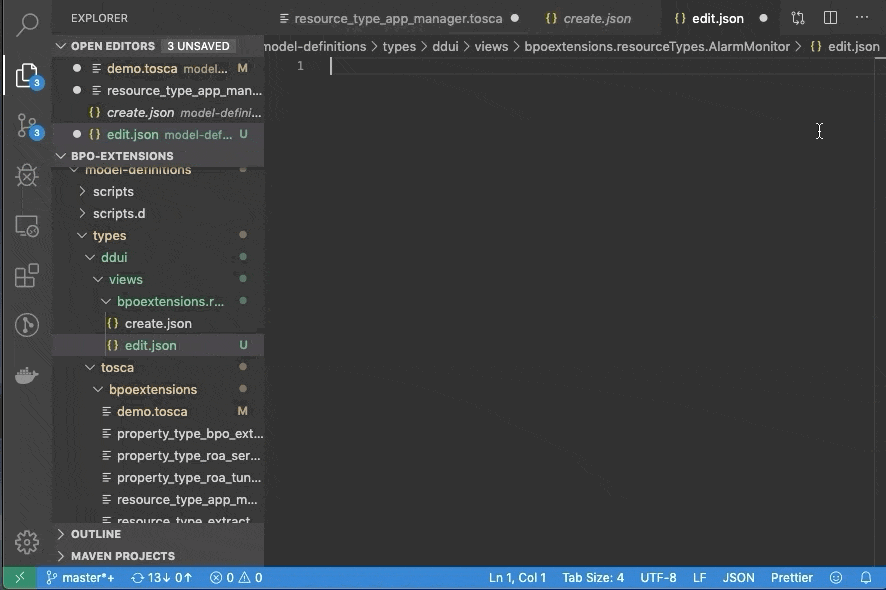 EXPLORER
resource_type_app_manager.tosca
create.json
edit.json
OPEN EDITORS 3 UNSAVED
model-definitions > types > ddui > views > bpoextensions.resourceTypes.AlarmMonitor > {} edit.json
1
demo.tosca model... M
resource_type_app_man...
{} create.json model-defini...
{} edit.json model-def... U
3
3
BPO-EXTENSIONS
model-definitions
scripts
scripts.d
types
ddui
views
bpoextensions.r...
{} create.json
{} edit.json U
tosca
bpoextensions
demo.tosca M
property_type_bpo_ext...
property_type_roa_ser...
property_type_roa_tun...
resource_type_app_m...
resource_type_extract
OUTLINE
MAVEN PROJECTS
master*+ 13↓ 0↑ 0 0 Ln 1, Col 1 Tab Size: 4 UTF-8 LF JSON Prettier